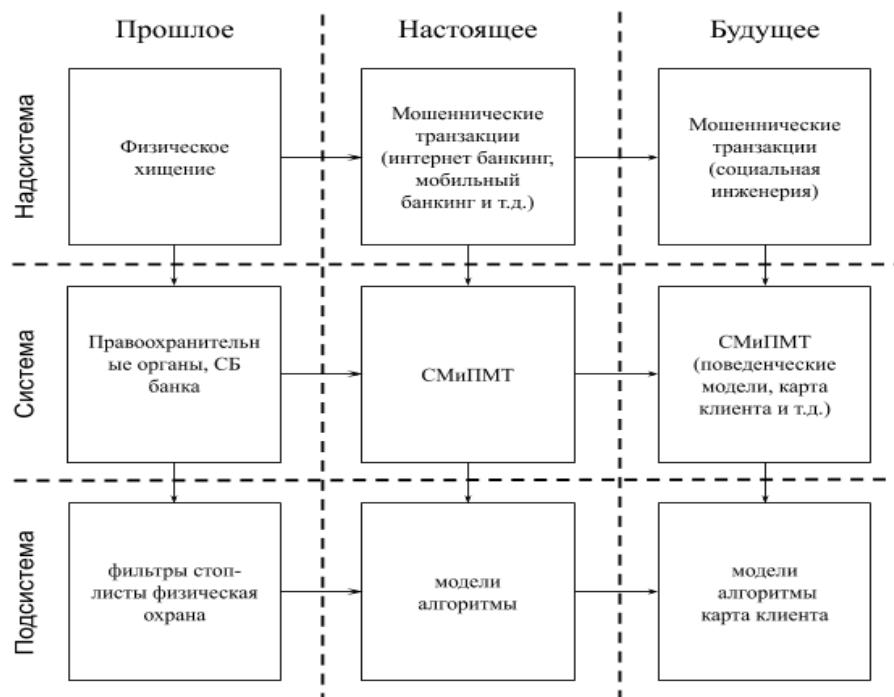 Прошлое
Настоящее
Будущее
Надсистема
Физическое
хищение
Мошеннические
транзакции
(интернет банкинг,
мобильный
банкинг и т.д.)
Мошеннические
транзакции
(социальная
инженерия)
Система
Правоохранительн
ые органы, СБ
банка
СМиПМТ
СМиПМТ
(поведенческие
модели, карта
клиента и т.д.)
Подсистема
фильтры стоп-
листы физическая
охрана
модели
алгоритмы
модели
алгоритмы
карта клиента